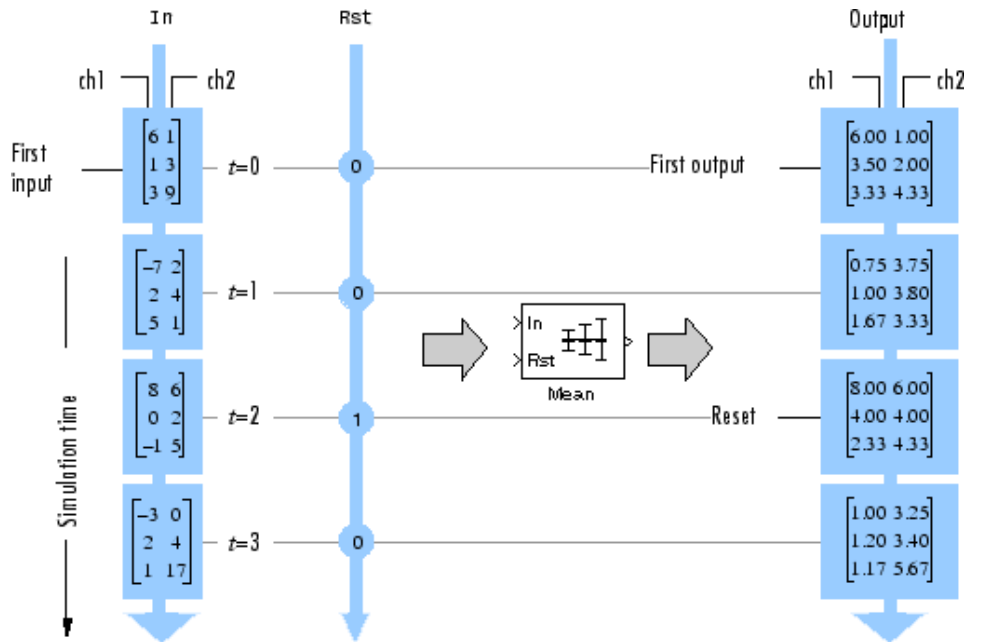 In Rst Output
ch1 ch2 ch1 ch2
6 1 6.00 1.00
First input 1 3 t=0 0 First output 3.50 2.00
3 9 3.33 4.33
-7 2 0.75 3.75
2 4 t=1 0 1.00 3.80
5 1 1.67 3.33
In
Rst
Mean
8 6 8.00 6.00
0 2 t=2 1 Reset 4.00 4.00
-1 5 2.33 4.33
Simulation time
-3 0 1.00 3.25
2 4 t=3 0 1.20 3.40
1 17 1.17 5.67